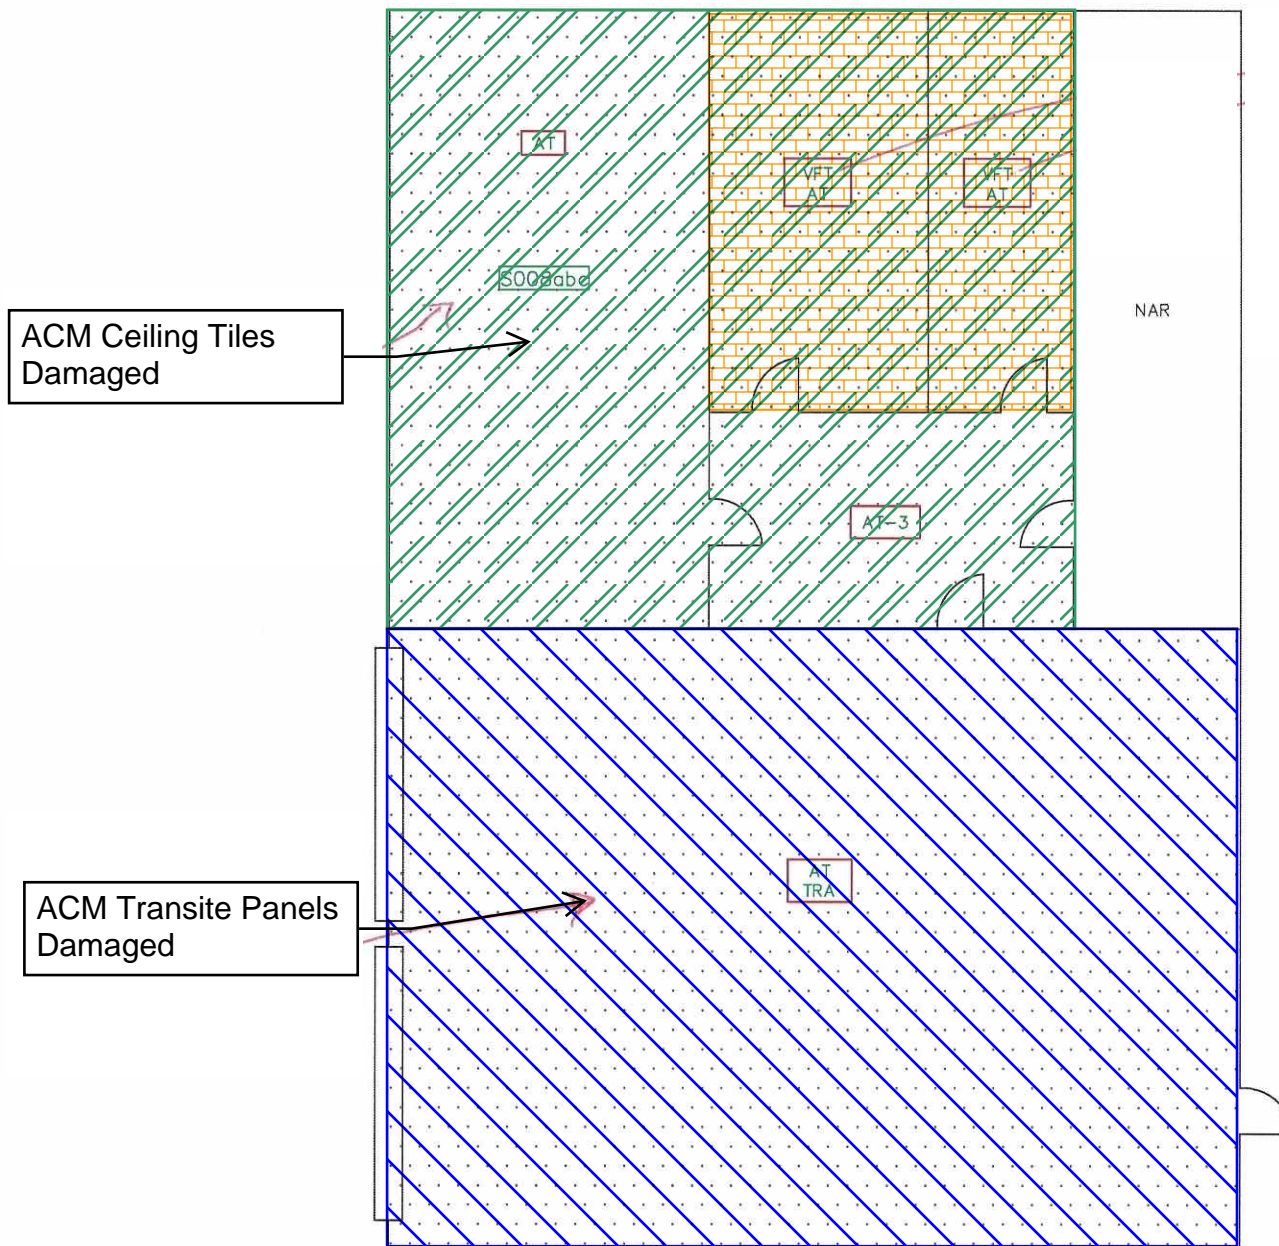 AT
VFT
AT
VFT
AT
S008abc
NAR
ACM Ceiling Tiles
Damaged
AT-3
AT
TRA
ACM Transite Panels
Damaged